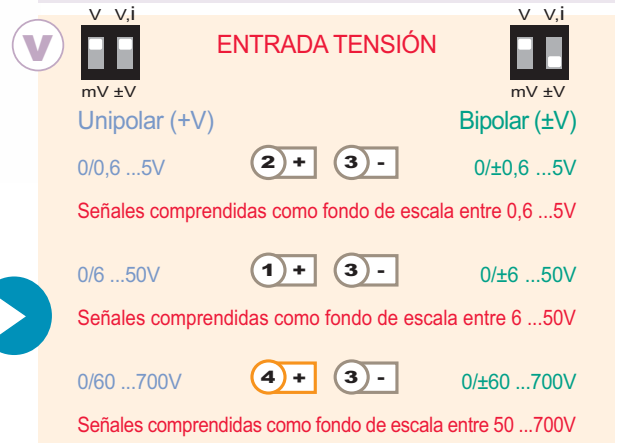 V V,i V V,i
V ENTRADA TENSIÓN
mV ±V mV ±V
Unipolar (+V) Bipolar (±V)
0/0,6 ...5V 2 + 3 - 0/±0,6 ...5V
Señales comprendidas como fondo de escala entre 0,6 ...5V
0/6 ...50V 1 + 3 - 0/±6 ...50V
Señales comprendidas como fondo de escala entre 6 ...50V
0/60 ...700V 4 + 3 - 0/±60 ...700V
Señales comprendidas como fondo de escala entre 50 ...700V